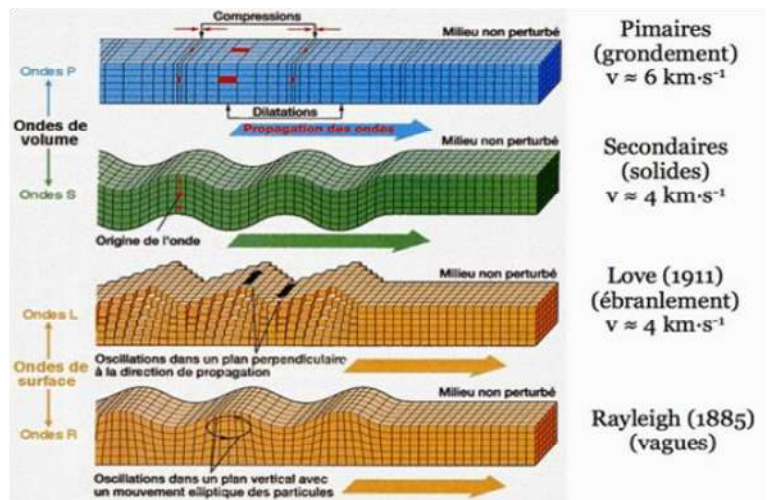 Compressions
Milieu non perturbé
Ondes P
Dilatations
Propagation des ondes
Pimaires
(grondement)
v ≈ 6 km·s⁻¹
Ondes de
volume
Milieu non perturbé
Ondes S
Origine de l'onde
Secondaires
(solides)
v ≈ 4 km·s⁻¹
Milieu non perturbé
Ondes L
Oscillations dans un plan perpendiculaire
à la direction de propagation
Love (1911)
(ébranlement)
v ≈ 4 km·s⁻¹
Ondes de
surface
Milieu non perturbé
Ondes R
Oscillations dans un plan vertical avec
un mouvement elliptique des particules
Rayleigh (1885)
(vagues)